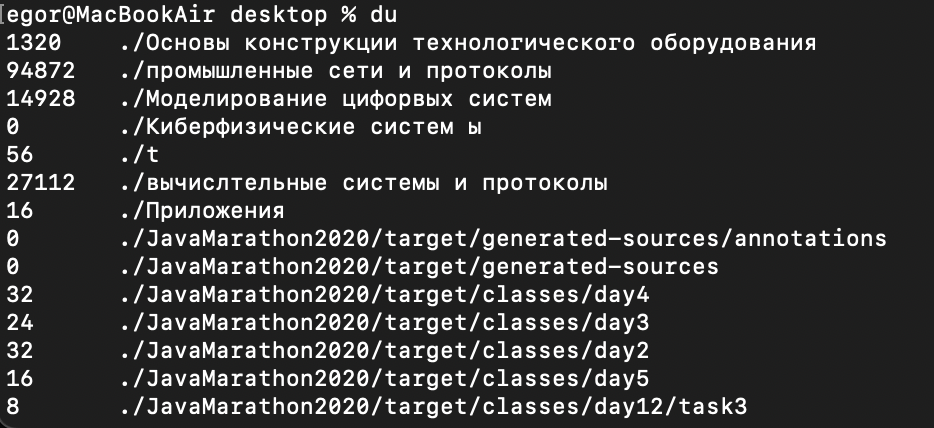 [egor@MacBookAir desktop % du
1320 ./Основы конструкции технологического оборудования
94872 ./промышленные сети и протоколы
14928 ./Моделирование цифорвых систем
0 ./Киберфизические систем ы
56 ./t
27112 ./вычислтельные системы и протоколы
16 ./Приложения
0 ./JavaMarathon2020/target/generated-sources/annotations
0 ./JavaMarathon2020/target/generated-sources
32 ./JavaMarathon2020/target/classes/day4
24 ./JavaMarathon2020/target/classes/day3
32 ./JavaMarathon2020/target/classes/day2
16 ./JavaMarathon2020/target/classes/day5
8 ./JavaMarathon2020/target/classes/day12/task3